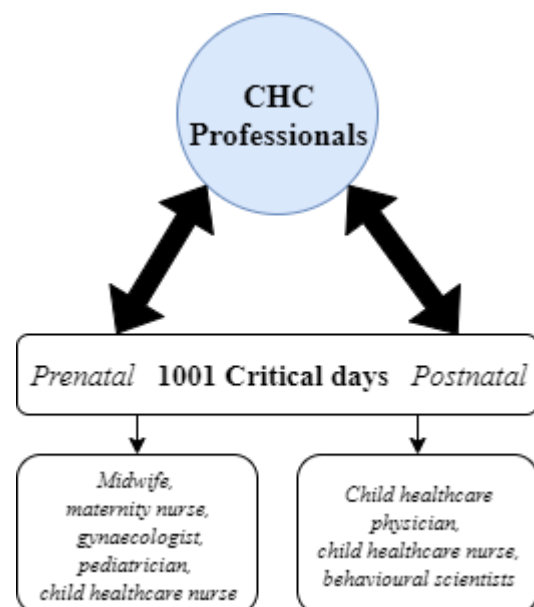 CHC
Professionals
Prenatal 1001 Critical days Postnatal
Midwife,
maternity nurse,
gynaecologist,
pediatrician,
child healthcare nurse
Child healthcare
physician,
child healthcare nurse,
behavioural scientists